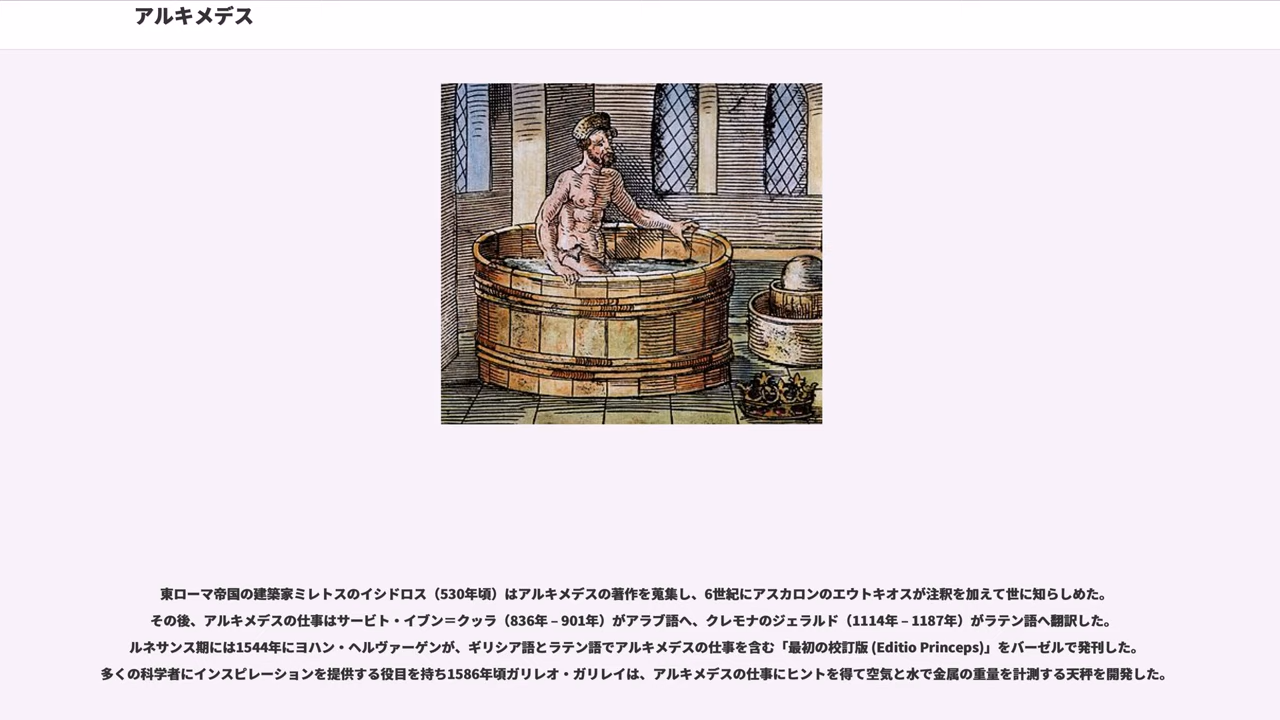 アルキメデス
東ローマ帝国の建築家ミレトスのイシドロス（530年頃）はアルキメデスの著作を蒐集し、6世紀にアスカロンのエウトキオスが注釈を加えて世に知らしめた。
その後、アルキメデスの仕事はサービト・イブン＝クッラ（836年 – 901年）がアラブ語へ、クレモナのジェラルド（1114年 – 1187年）がラテン語へ翻訳した。
ルネサンス期には1544年にヨハン・ヘルヴァーゲンが、ギリシア語とラテン語でアルキメデスの仕事を含む「最初の校訂版 (Editio Princeps)」をバーゼルで発刊した。
多くの科学者にインスピレーションを提供する役目を持ち1586年頃ガリレオ・ガリレイは、アルキメデスの仕事にヒントを得て空気と水で金属の重量を計測する天秤を開発した。